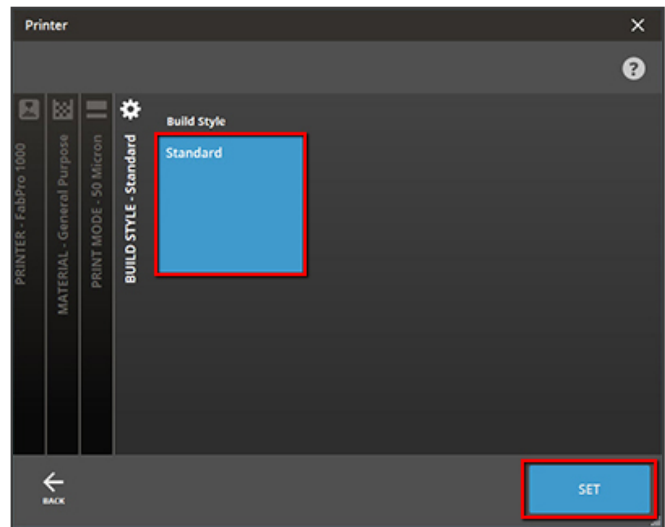 Printer
PRINTER - FabPro 1000
MATERIAL - General Purpose
PRINT MODE - 50 Micron
BUILD STYLE - Standard
Build Style
Standard
BACK
SET